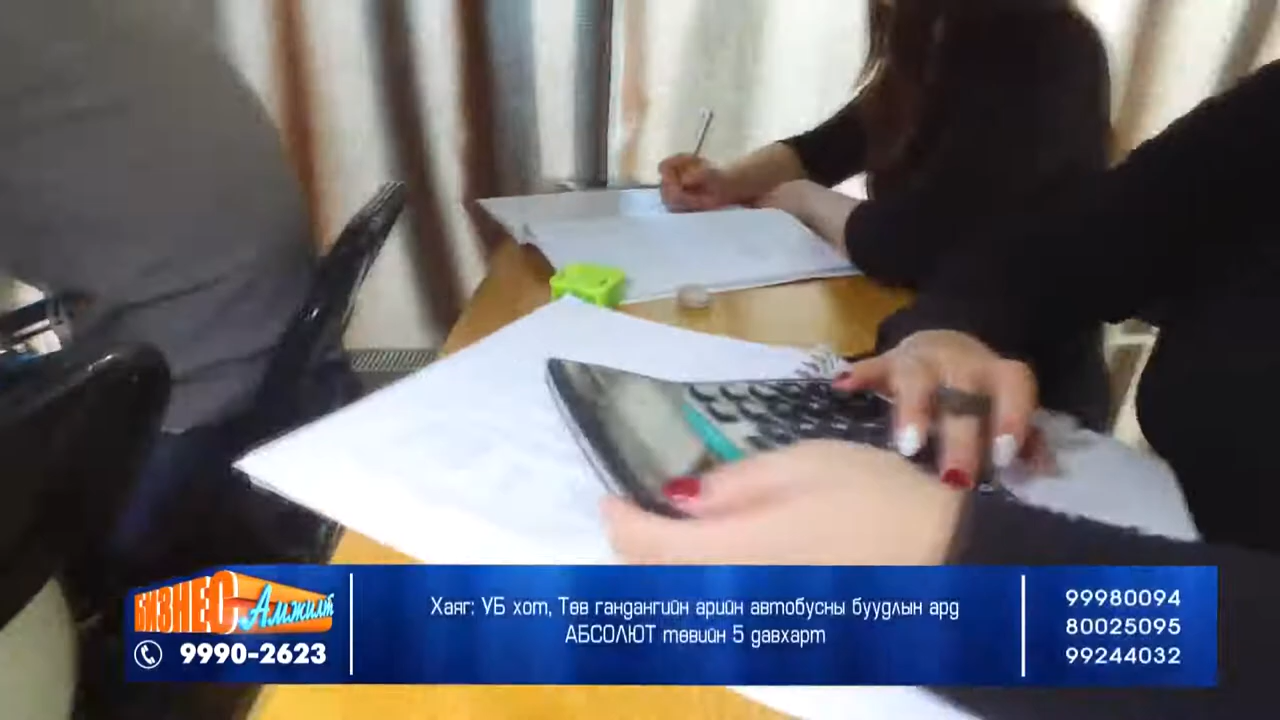 БИЗНЕС
Амжилт
9990-2623
Хаяг: УБ хот, Төв гандангийн арийн автобусны буудлын ард
АБСОЛЮТ төвийн 5 давхарт
99980094
80025095
99244032